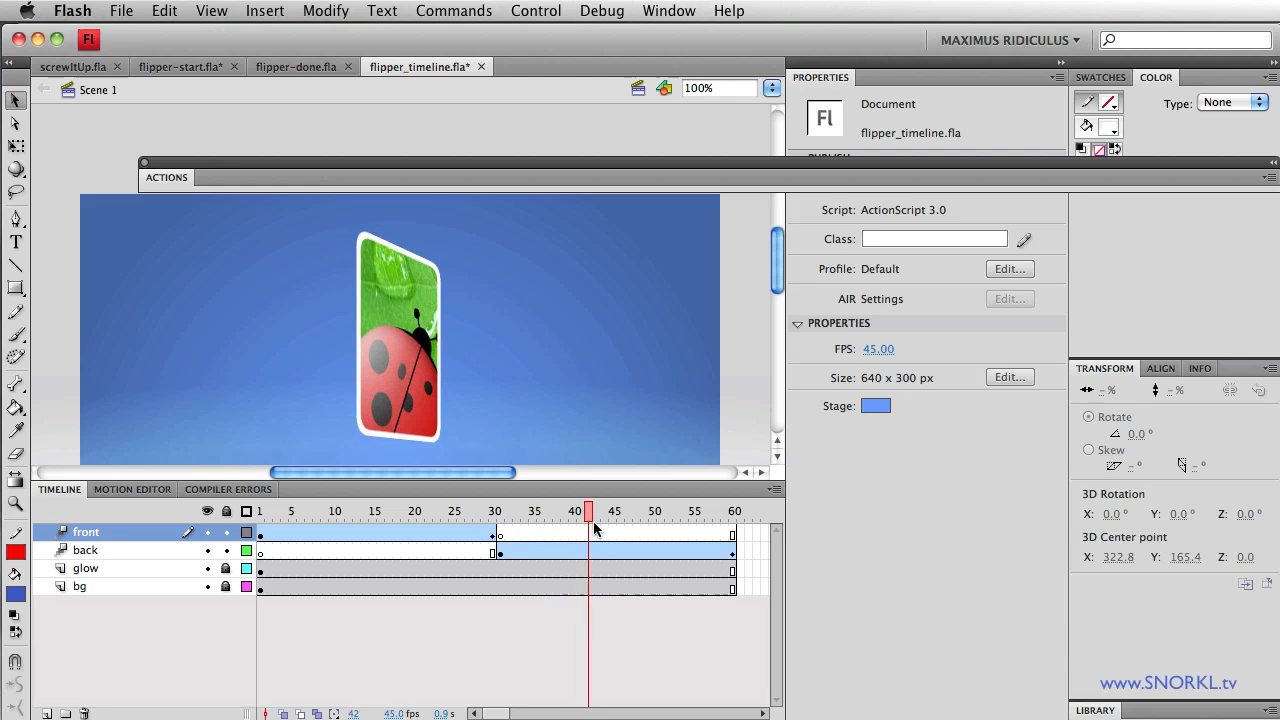 Flash File Edit View Insert Modify Text Commands Control Debug Window Help
Fl MAXIMUS RIDICULUS
screwItUp.fla flipper-start.fla* flipper-done.fla flipper_timeline.fla*
Scene 1 100%
PROPERTIES
SWATCHES COLOR
Fl Document
flipper_timeline.fla
Type: None
ACTIONS
Script: ActionScript 3.0
Class:
Profile: Default Edit...
AIR Settings Edit...
PROPERTIES
FPS: 45.00
Size: 640 x 300 px Edit...
Stage:
TRANSFORM ALIGN INFO
- % - %
Rotate
0.0 °
Skew
- ° - °
3D Rotation
X: 0.0 ° Y: 0.0 ° Z: 0.0 °
3D Center point
X: 322.8 Y: 165.4 Z: 0.0
TIMELINE MOTION EDITOR COMPILER ERRORS
1 5 10 15 20 25 30 35 40 45 50 55 60
front
back
glow
bg
42 45.0 fps 0.9 s
www.SNORKL.tv
LIBRARY